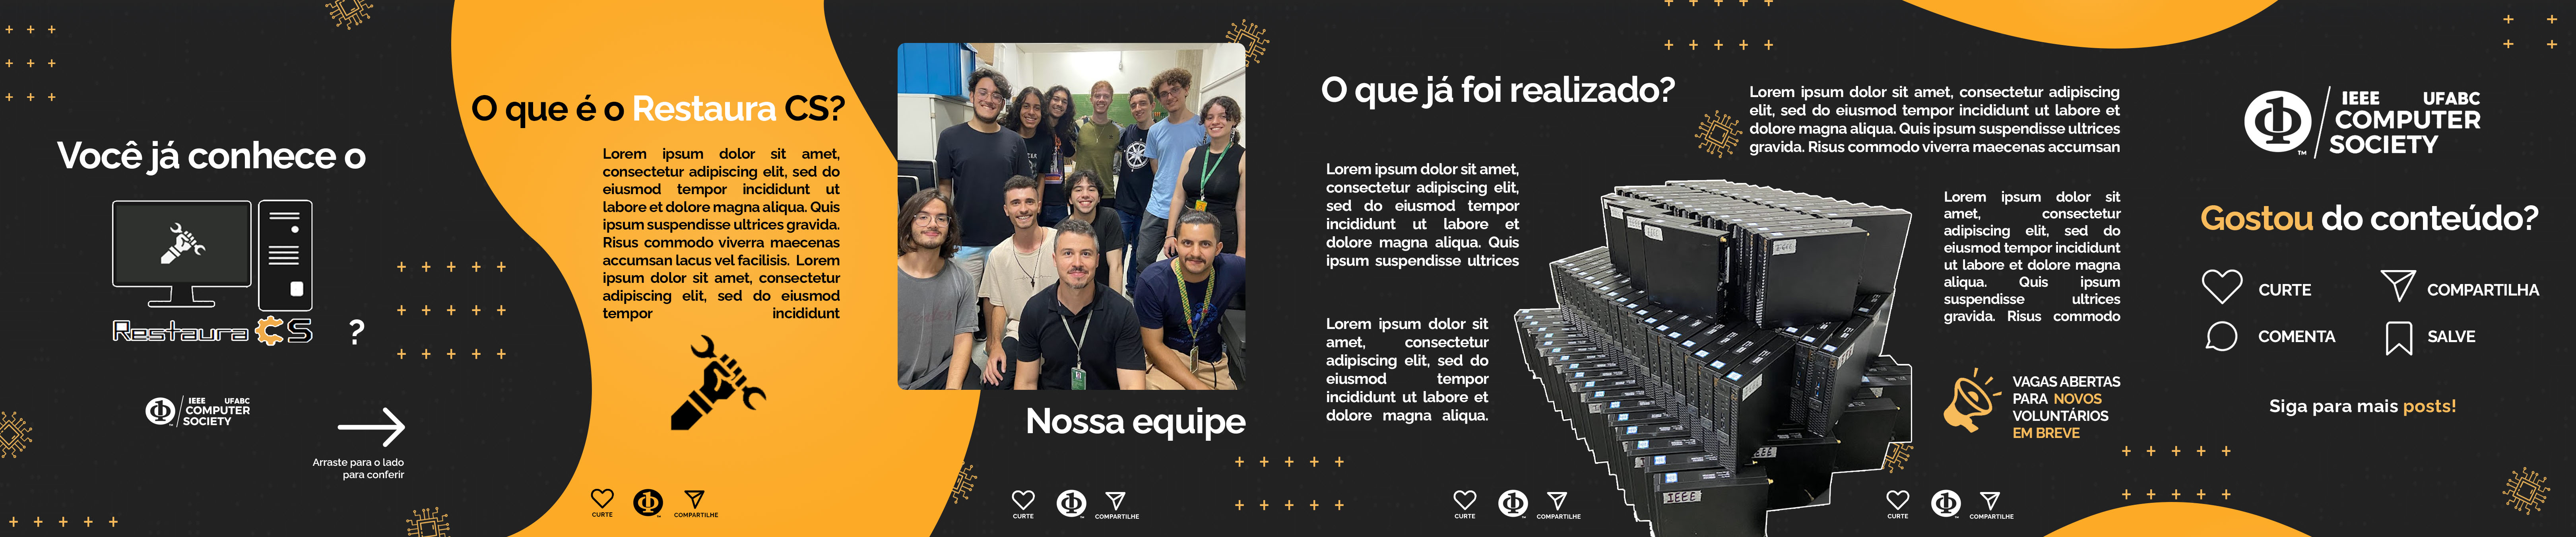 Você já conhece o
Restaura CS
?
IEEE UFABC
COMPUTER
SOCIETY
Arraste para o lado
para conferir
O que é o Restaura CS?
Lorem ipsum dolor sit amet,
consectetur adipiscing elit, sed do
eiusmod tempor incididunt ut
labore et dolore magna aliqua. Quis
ipsum suspendisse ultrices gravida.
Risus commodo viverra maecenas
accumsan lacus vel facilisis. Lorem
ipsum dolor sit amet, consectetur
adipiscing elit, sed do eiusmod
tempor incididunt
CURTE
COMPARTILHE
Nossa equipe
CURTE
COMPARTILHE
O que já foi realizado?
Lorem ipsum dolor sit amet,
consectetur adipiscing elit,
sed do eiusmod tempor
incididunt ut labore et
dolore magna aliqua. Quis
ipsum suspendisse ultrices
Lorem ipsum dolor sit
amet, consectetur
adipiscing elit, sed do
eiusmod tempor
incididunt ut labore et
dolore magna aliqua.
IEEE
CURTE
COMPARTILHE
Lorem ipsum dolor sit amet, consectetur adipiscing
elit, sed do eiusmod tempor incididunt ut labore et
dolore magna aliqua. Quis ipsum suspendisse ultrices
gravida. Risus commodo viverra maecenas accumsan
Lorem ipsum dolor sit
amet, consectetur
adipiscing elit, sed do
eiusmod tempor incididunt
ut labore et dolore magna
aliqua. Quis ipsum
suspendisse ultrices
gravida. Risus commodo
VAGAS ABERTAS
PARA NOVOS
VOLUNTÁRIOS
EM BREVE
CURTE
COMPARTILHE
IEEE UFABC
COMPUTER
SOCIETY
TM
Gostou do conteúdo?
CURTE
COMPARTILHA
COMENTA
SALVE
Siga para mais posts!